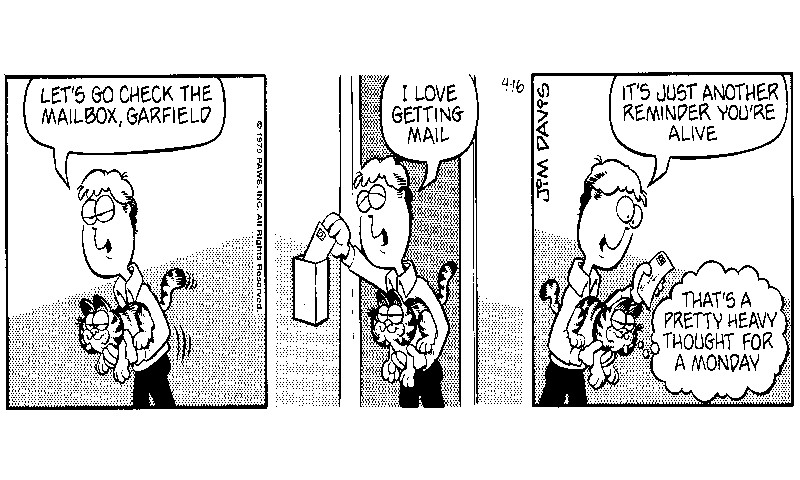 LET'S GO CHECK THE
MAILBOX, GARFIELD
© 1979 PAWS, INC. All Rights Reserved.
I LOVE
GETTING
MAIL
4-16
JIM DAVIS
IT'S JUST ANOTHER
REMINDER YOU'RE
ALIVE
THAT'S A
PRETTY HEAVY
THOUGHT FOR
A MONDAY